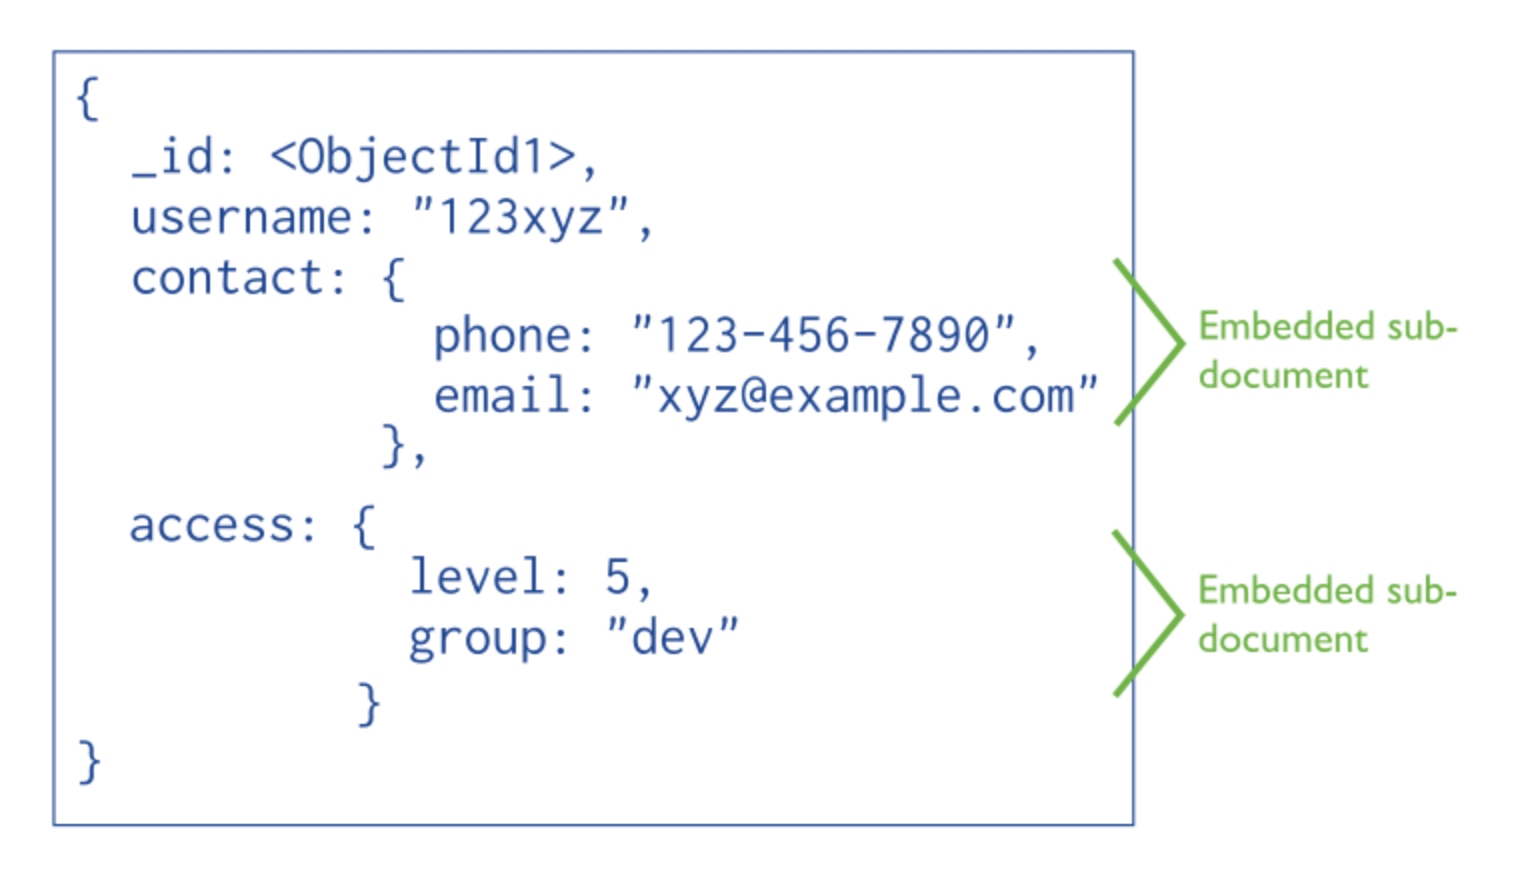 {
_id: <ObjectId1>,
username: "123xyz",
contact: {
phone: "123-456-7890",
email: "xyz@example.com"
},
access: {
level: 5,
group: "dev"
}
}
Embedded sub-
document
Embedded sub-
document